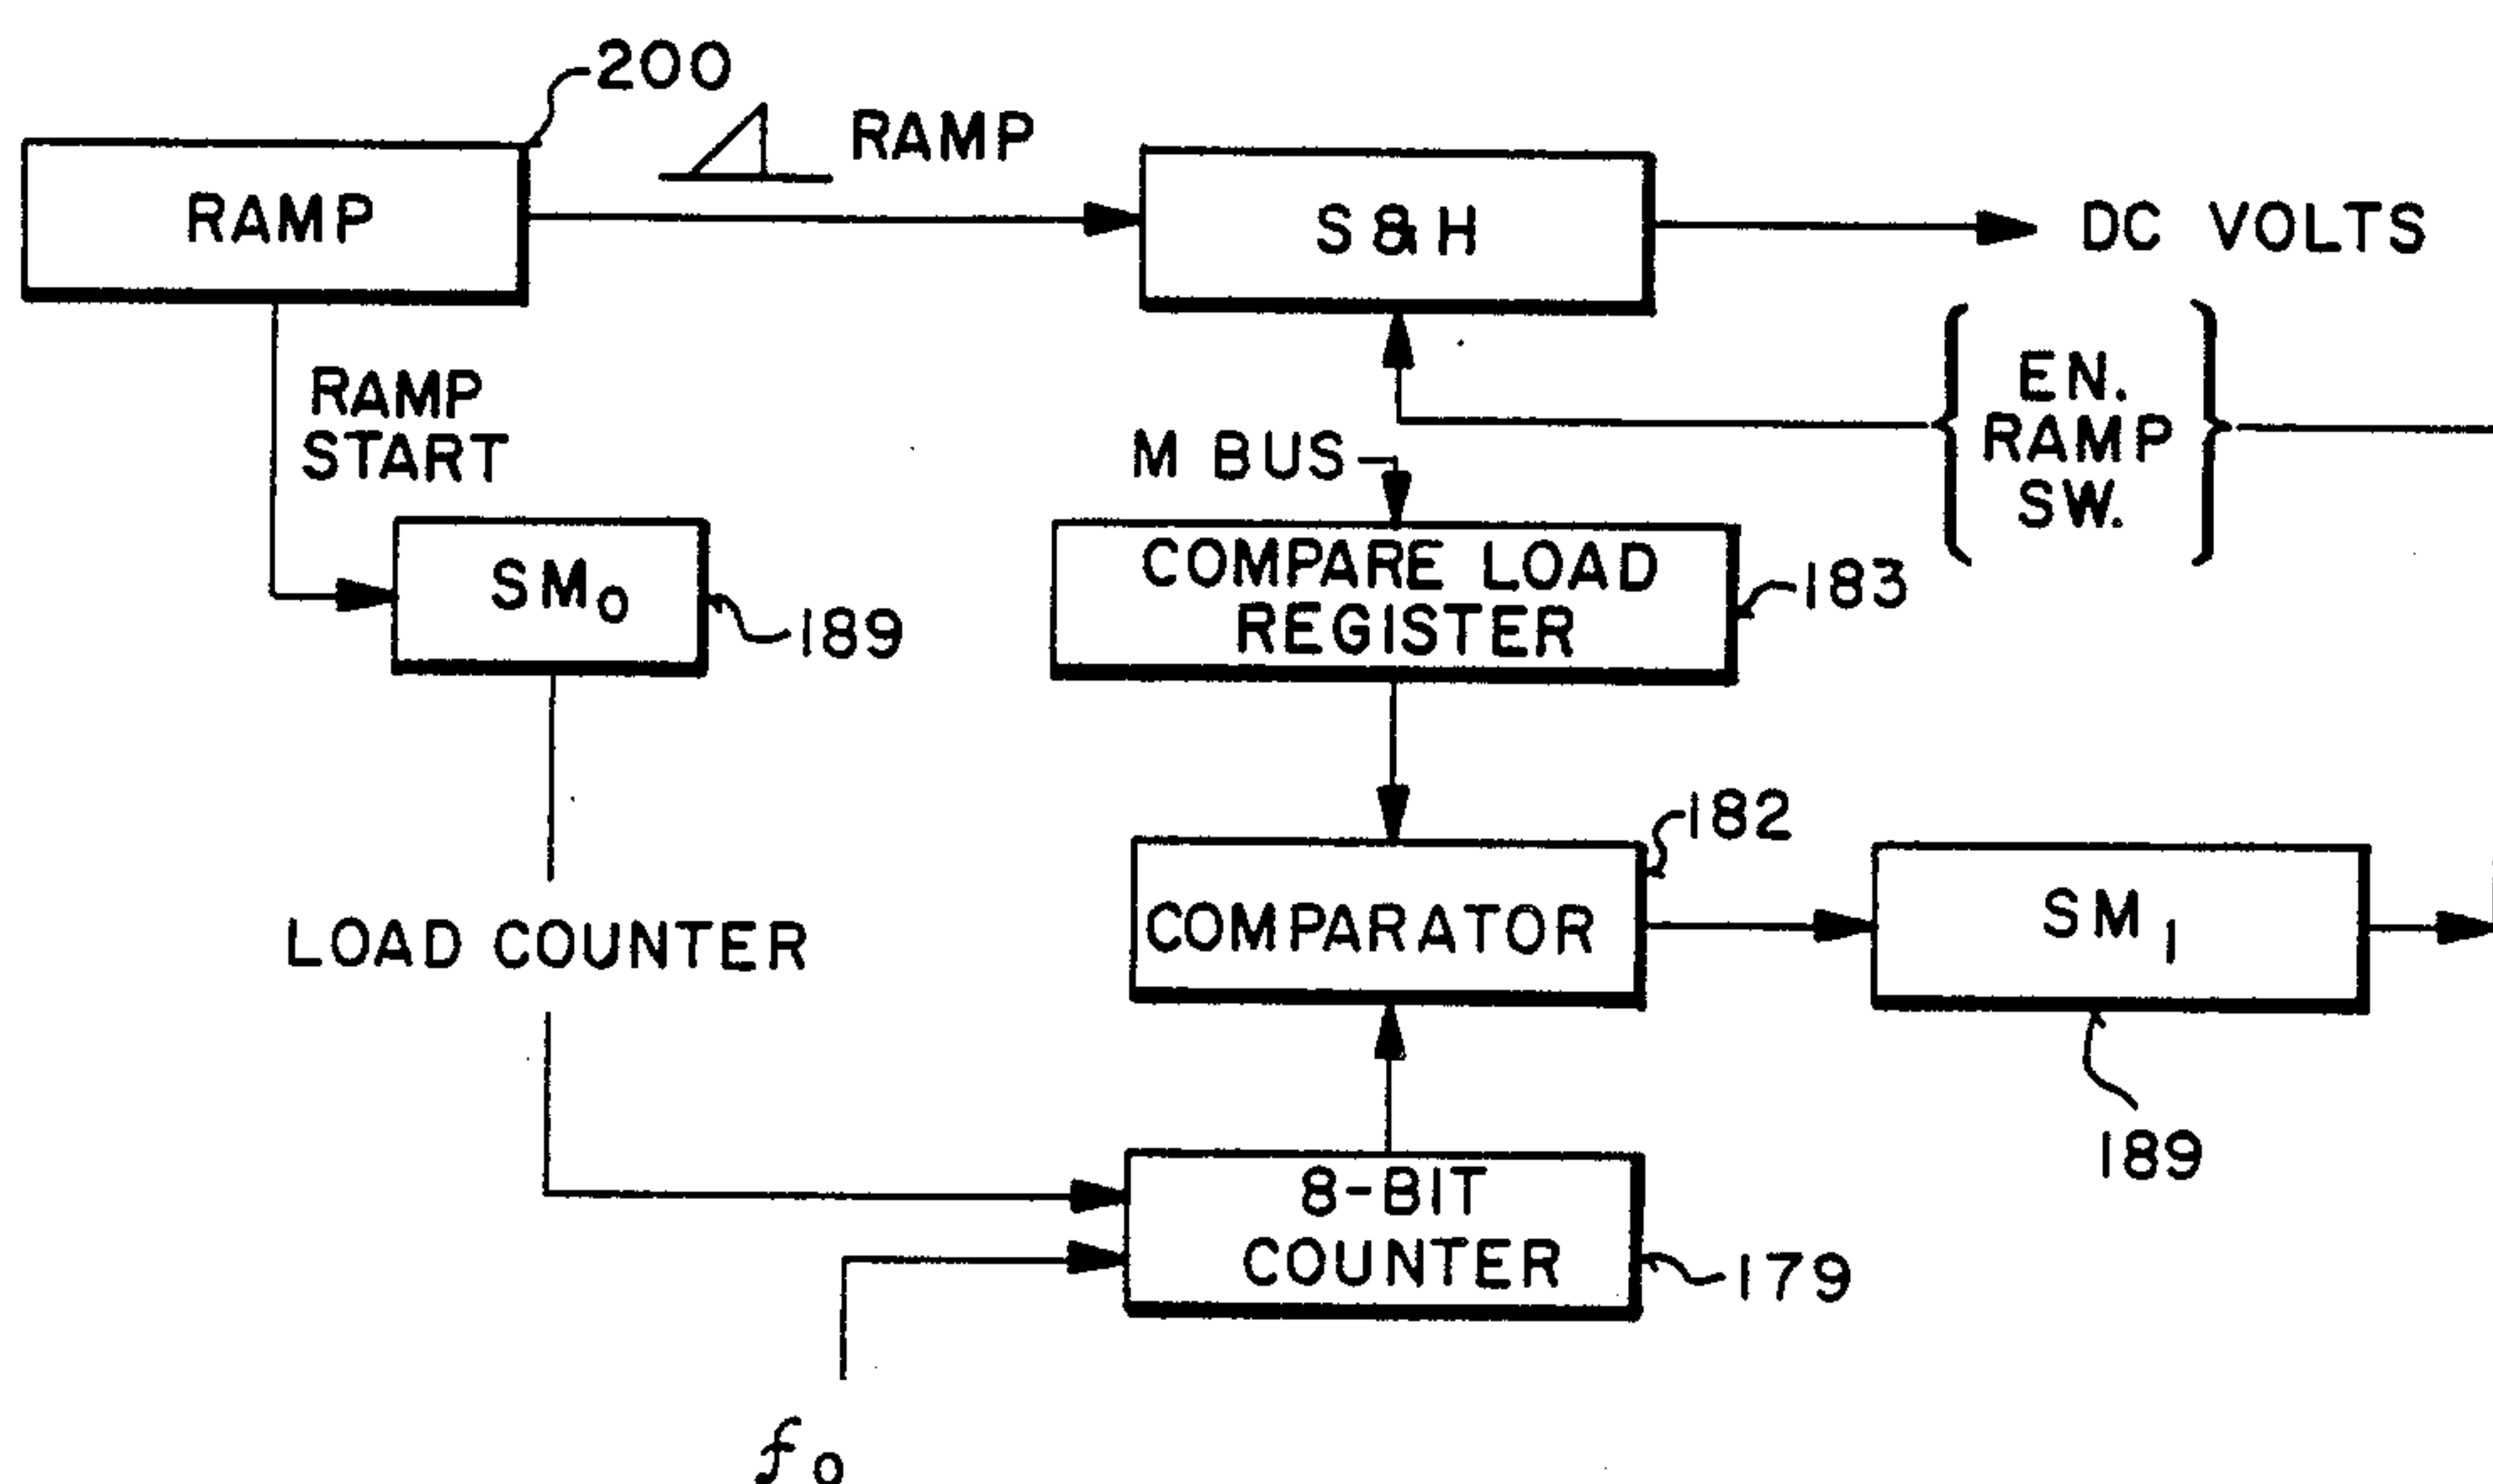 200
RAMP
RAMP
S&H
DC VOLTS
RAMP
START
EN.
RAMP
SW.
M BUS
SM0
189
COMPARE LOAD
REGISTER
183
182
LOAD COUNTER
COMPARATOR
SM1
189
8-BIT
COUNTER
179
f0